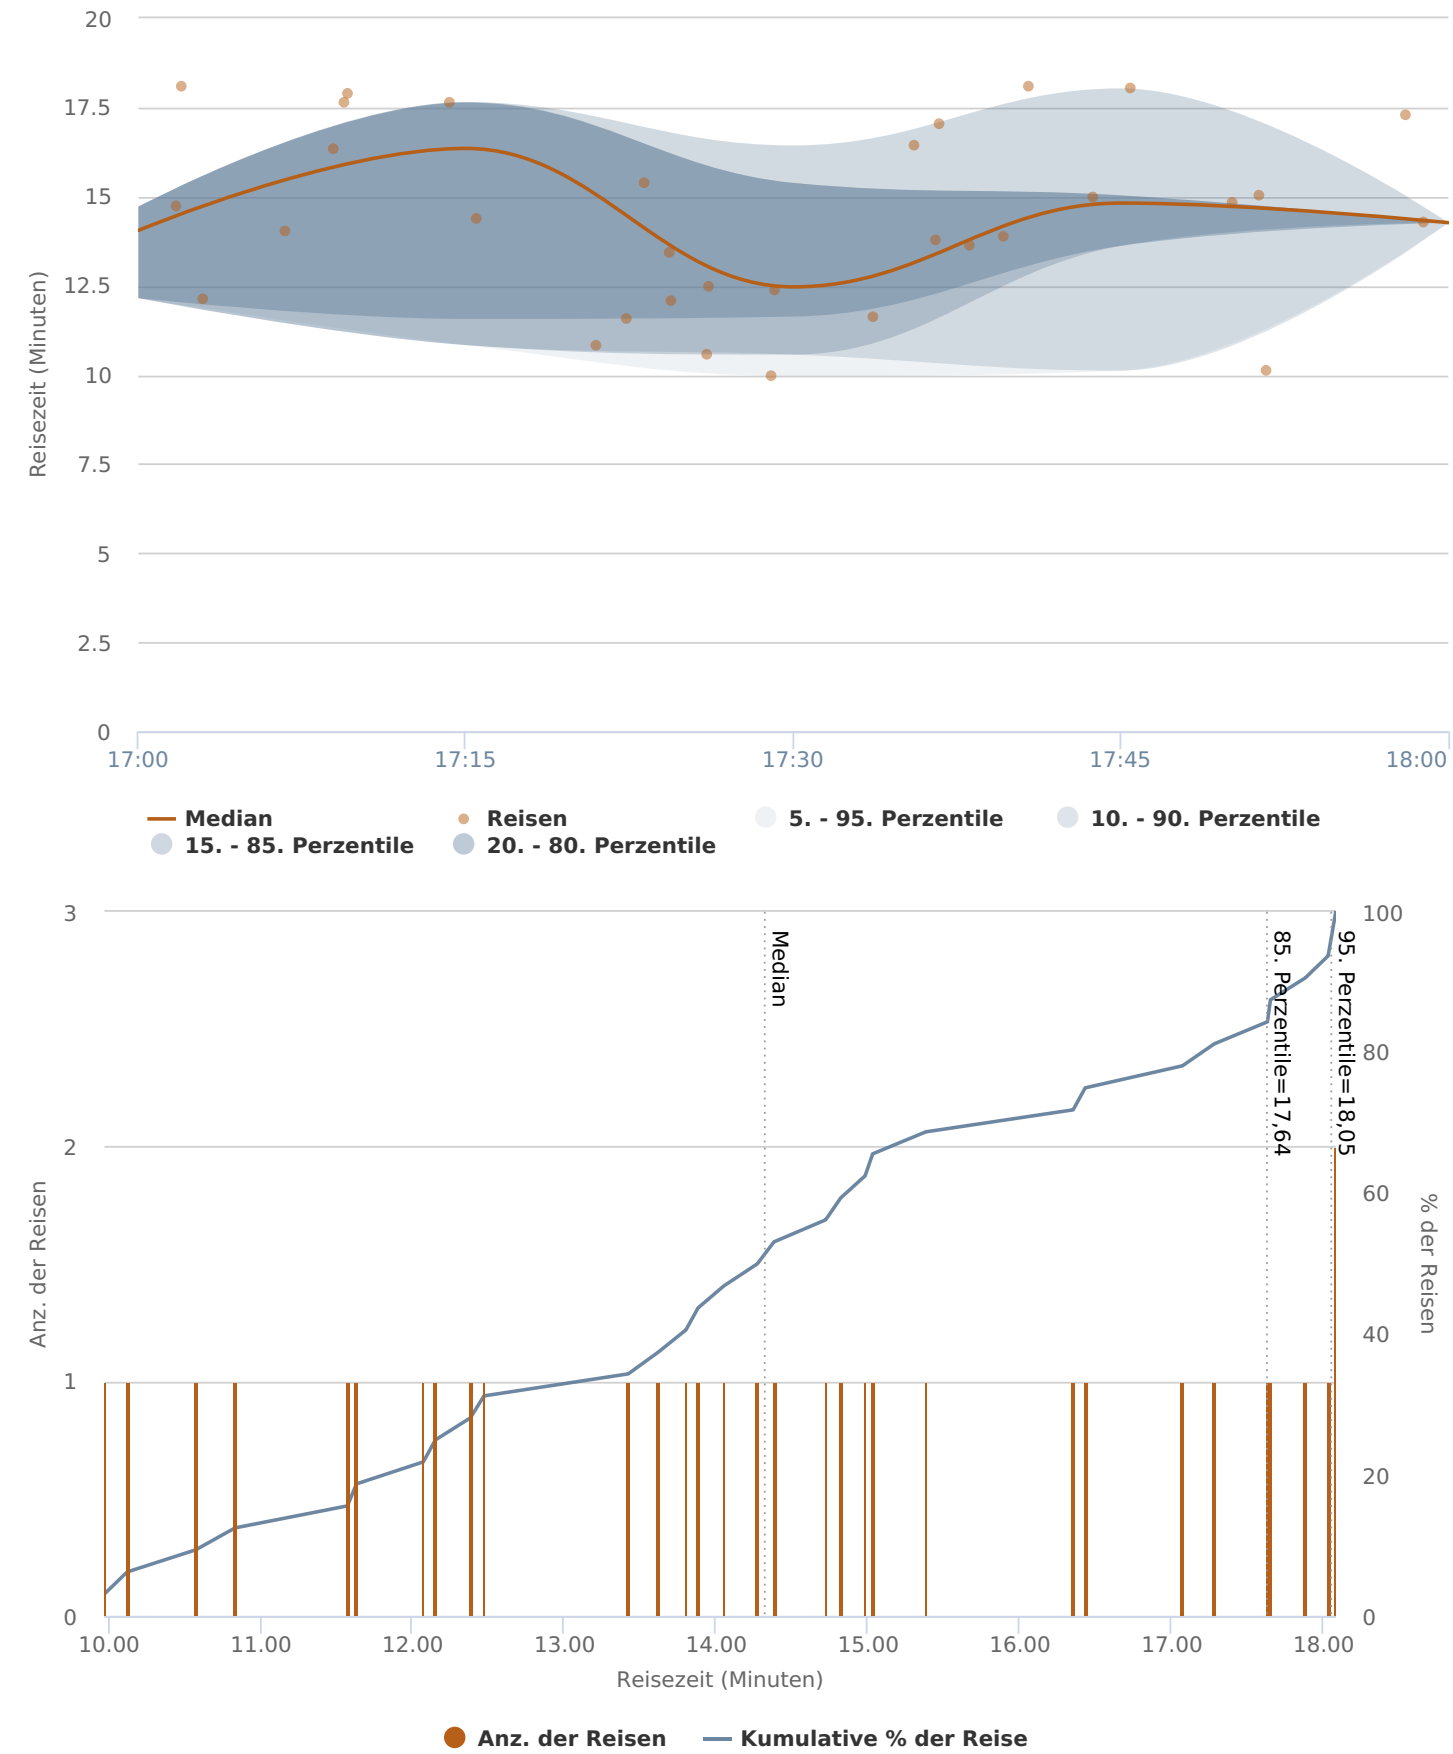 20
17.5
15
12.5
10
7.5
5
2.5
0
Reisezeit (Minuten)
17:00 17:15 17:30 17:45 18:00
Median Reisen 5. - 95. Perzentile 10. - 90. Perzentile
15. - 85. Perzentile 20. - 80. Perzentile
3
2
1
0
Anz. der Reisen
Median
85. Perzentile=17,64
95. Perzentile=18,05
100
80
60
40
20
0
% der Reisen
10.00 11.00 12.00 13.00 14.00 15.00 16.00 17.00 18.00
Reisezeit (Minuten)
Anz. der Reisen Kumulative % der Reise